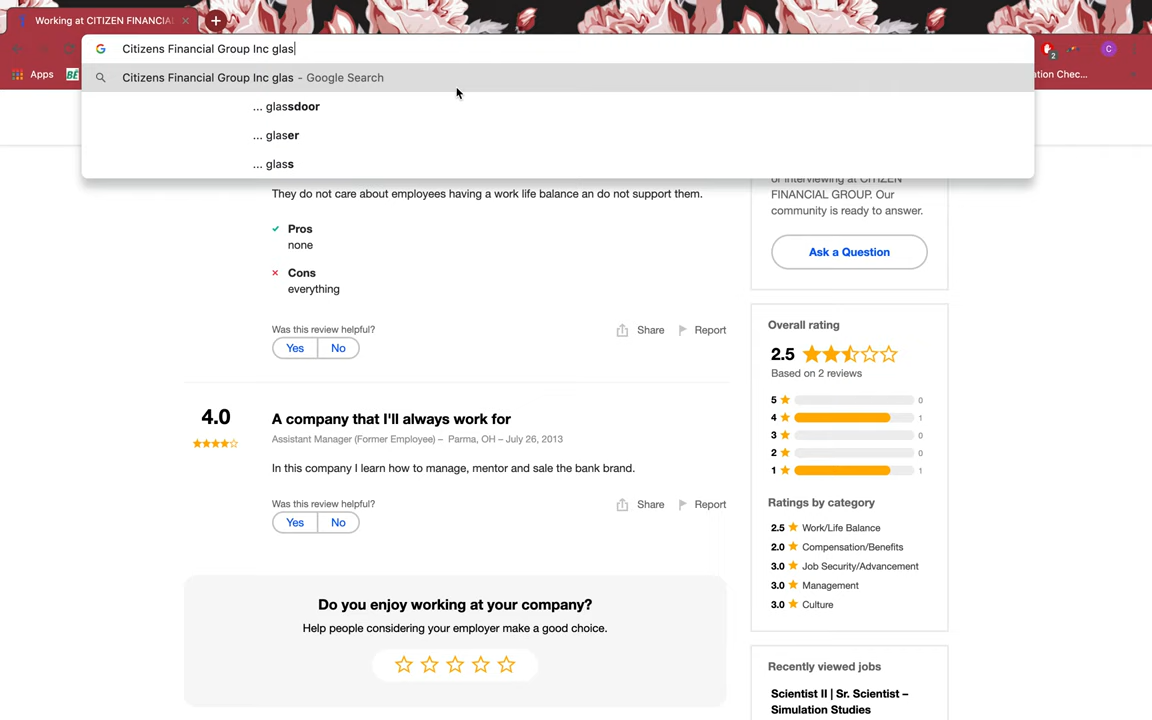 Working at CITIZEN FINANCIAL
Citizens Financial Group Inc glas
2
C
Apps
BE
Citizens Financial Group Inc glas - Google Search
ation Chec...
... glassdoor
... glaser
... glass
or interviewing at CITIZEN
FINANCIAL GROUP. Our
community is ready to answer.
Ask a Question
They do not care about employees having a work life balance an do not support them.
Pros
none
Cons
everything
Was this review helpful?
Yes
No
Share
Report
Overall rating
2.5
Based on 2 reviews
5 0
4 1
3 0
2 0
1 1
4.0
A company that I'll always work for
Assistant Manager (Former Employee) – Parma, OH – July 26, 2013
In this company I learn how to manage, mentor and sale the bank brand.
Was this review helpful?
Yes
No
Share
Report
Ratings by category
2.5 Work/Life Balance
2.0 Compensation/Benefits
3.0 Job Security/Advancement
3.0 Management
3.0 Culture
Do you enjoy working at your company?
Help people considering your employer make a good choice.
Recently viewed jobs
Scientist II | Sr. Scientist –
Simulation Studies